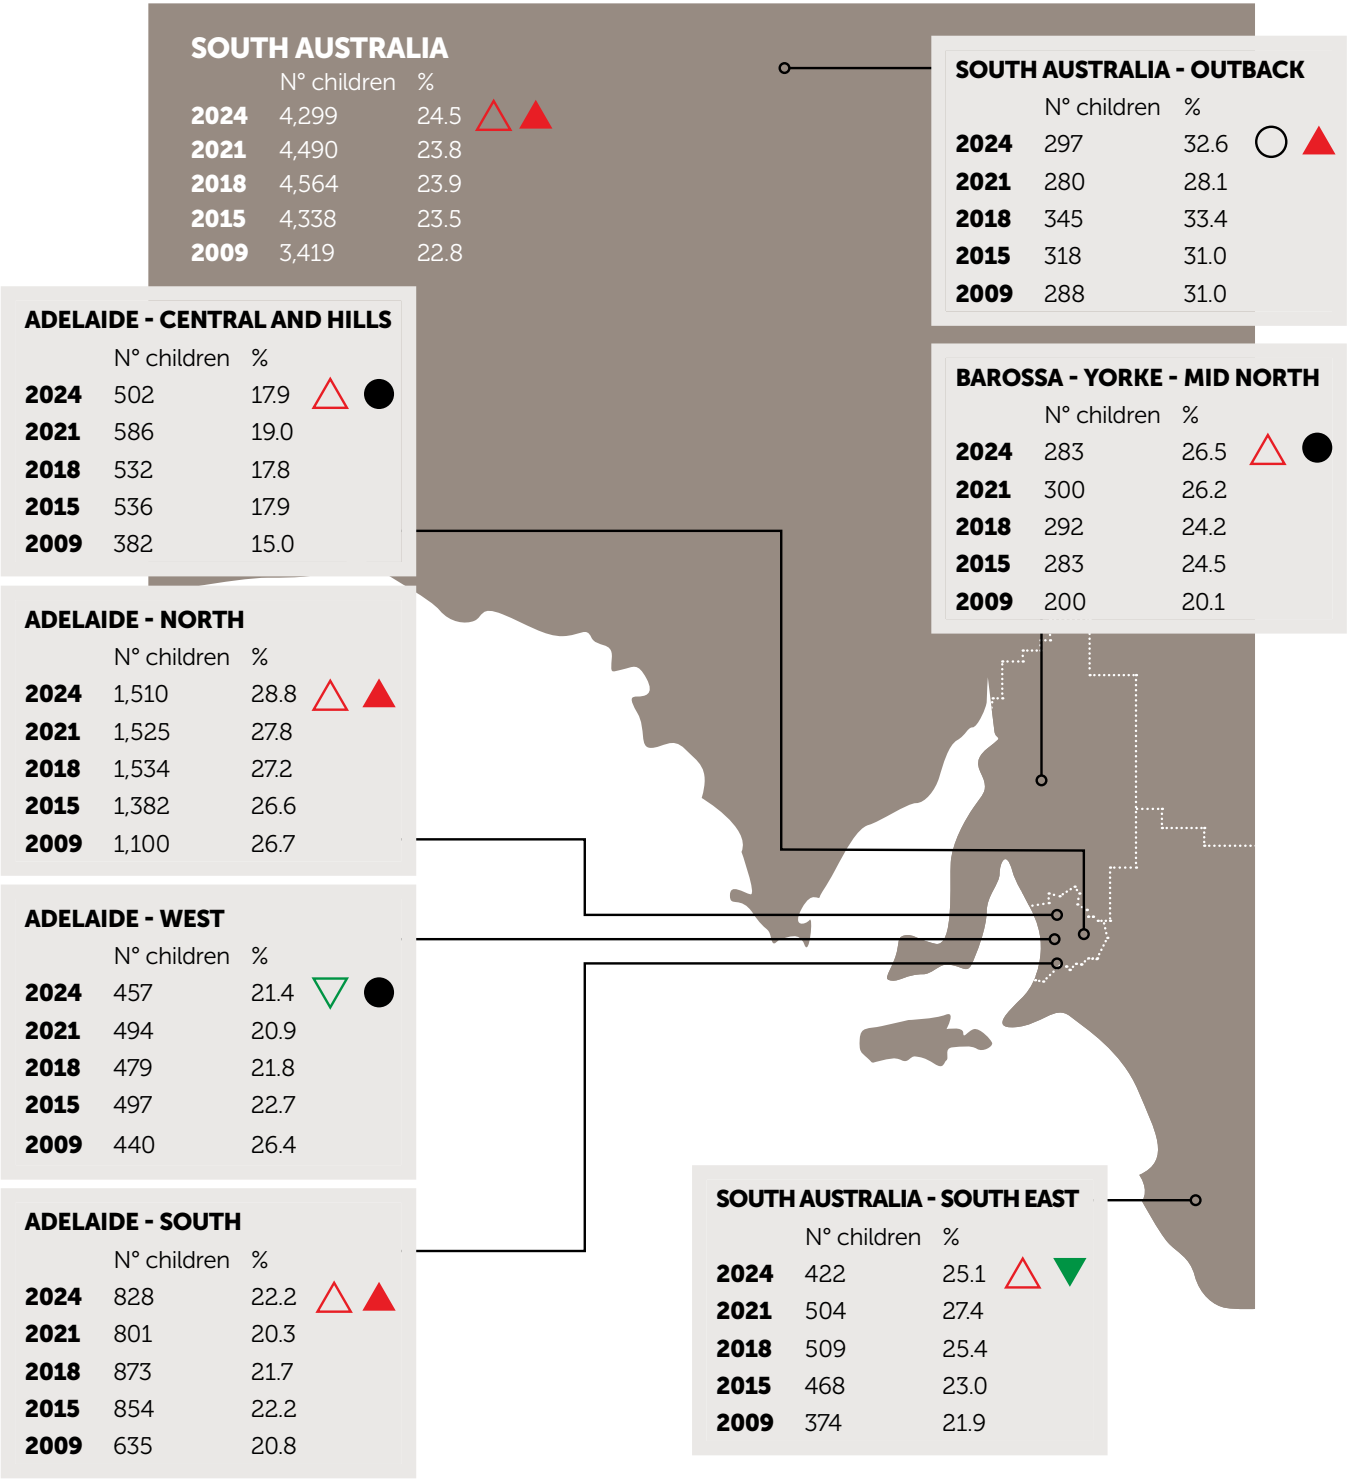 SOUTH AUSTRALIA
N° children %
2024 4,299 24.5
2021 4,490 23.8
2018 4,564 23.9
2015 4,338 23.5
2009 3,419 22.8
SOUTH AUSTRALIA - OUTBACK
N° children %
2024 297 32.6
2021 280 28.1
2018 345 33.4
2015 318 31.0
2009 288 31.0
ADELAIDE - CENTRAL AND HILLS
N° children %
2024 502 17.9
2021 586 19.0
2018 532 17.8
2015 536 17.9
2009 382 15.0
BAROSSA - YORKE - MID NORTH
N° children %
2024 283 26.5
2021 300 26.2
2018 292 24.2
2015 283 24.5
2009 200 20.1
ADELAIDE - NORTH
N° children %
2024 1,510 28.8
2021 1,525 27.8
2018 1,534 27.2
2015 1,382 26.6
2009 1,100 26.7
ADELAIDE - WEST
N° children %
2024 457 21.4
2021 494 20.9
2018 479 21.8
2015 497 22.7
2009 440 26.4
ADELAIDE - SOUTH
N° children %
2024 828 22.2
2021 801 20.3
2018 873 21.7
2015 854 22.2
2009 635 20.8
SOUTH AUSTRALIA - SOUTH EAST
N° children %
2024 422 25.1
2021 504 27.4
2018 509 25.4
2015 468 23.0
2009 374 21.9